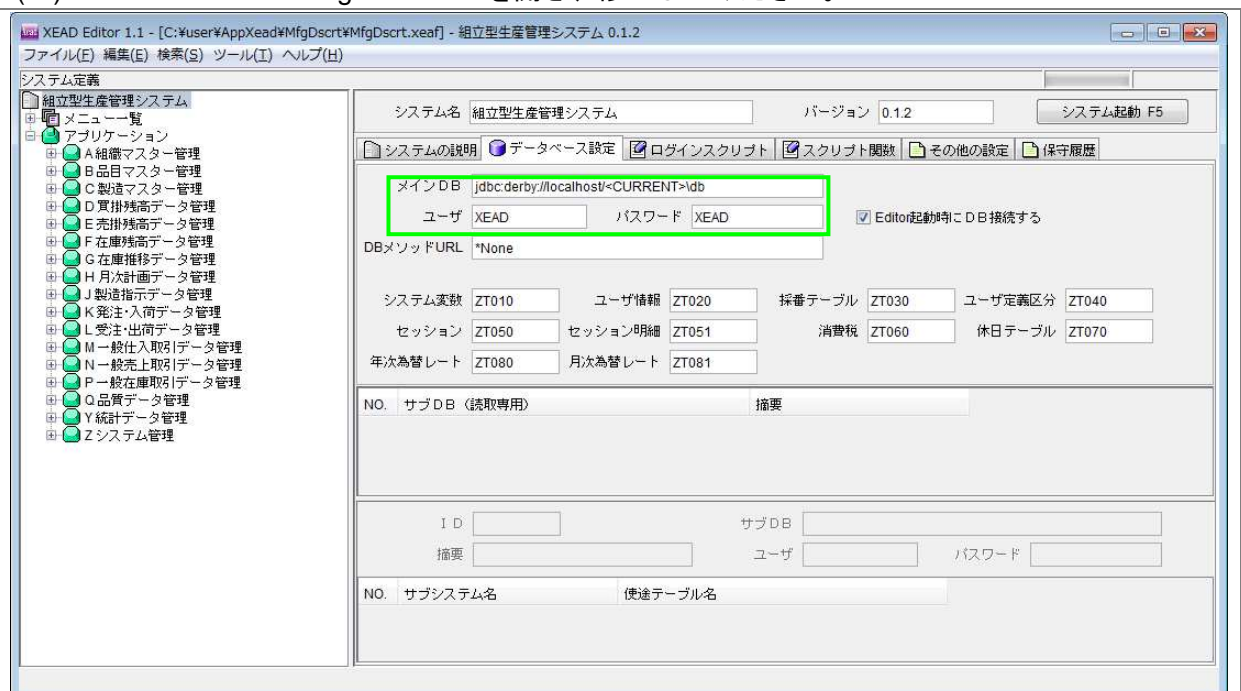 XEAD Editor 1.1 - [C:¥user¥AppXead¥MfgDscrt¥MfgDscrt.xeaf] - 組立型生産管理システム 0.1.2
ファイル(F) 編集(E) 検索(S) ツール(T) ヘルプ(H)
システム定義
組立型生産管理システム
メニュー一覧
アプリケーション
A 組織マスター管理
B 品目マスター管理
C 製造マスター管理
D 買掛残高データ管理
E 売掛残高データ管理
F 在庫残高データ管理
G 在庫推移データ管理
H 月次計画データ管理
J 製造指示データ管理
K 発注・入荷データ管理
L 受注・出荷データ管理
M 一般仕入取引データ管理
N 一般売上取引データ管理
P 一般在庫取引データ管理
Q 品質データ管理
Y 統計データ管理
Z システム管理
システム名 組立型生産管理システム バージョン 0.1.2 システム起動 F5
システムの説明 データベース設定 ログインスクリプト スクリプト関数 その他の設定 保守履歴
メインDB jdbc:derby://localhost/<CURRENT>\db
ユーザ XEAD パスワード XEAD Editor起動時にDB接続する
DBメソッドURL *None
システム変数 ZT010 ユーザ情報 ZT020 採番テーブル ZT030 ユーザ定義区分 ZT040
セッション ZT050 セッション明細 ZT051 消費税 ZT060 休日テーブル ZT070
年次為替レート ZT080 月次為替レート ZT081
NO. サブDB(読取専用) 摘要
ID サブDB
摘要 ユーザ パスワード
NO. サブシステム名 使途テーブル名